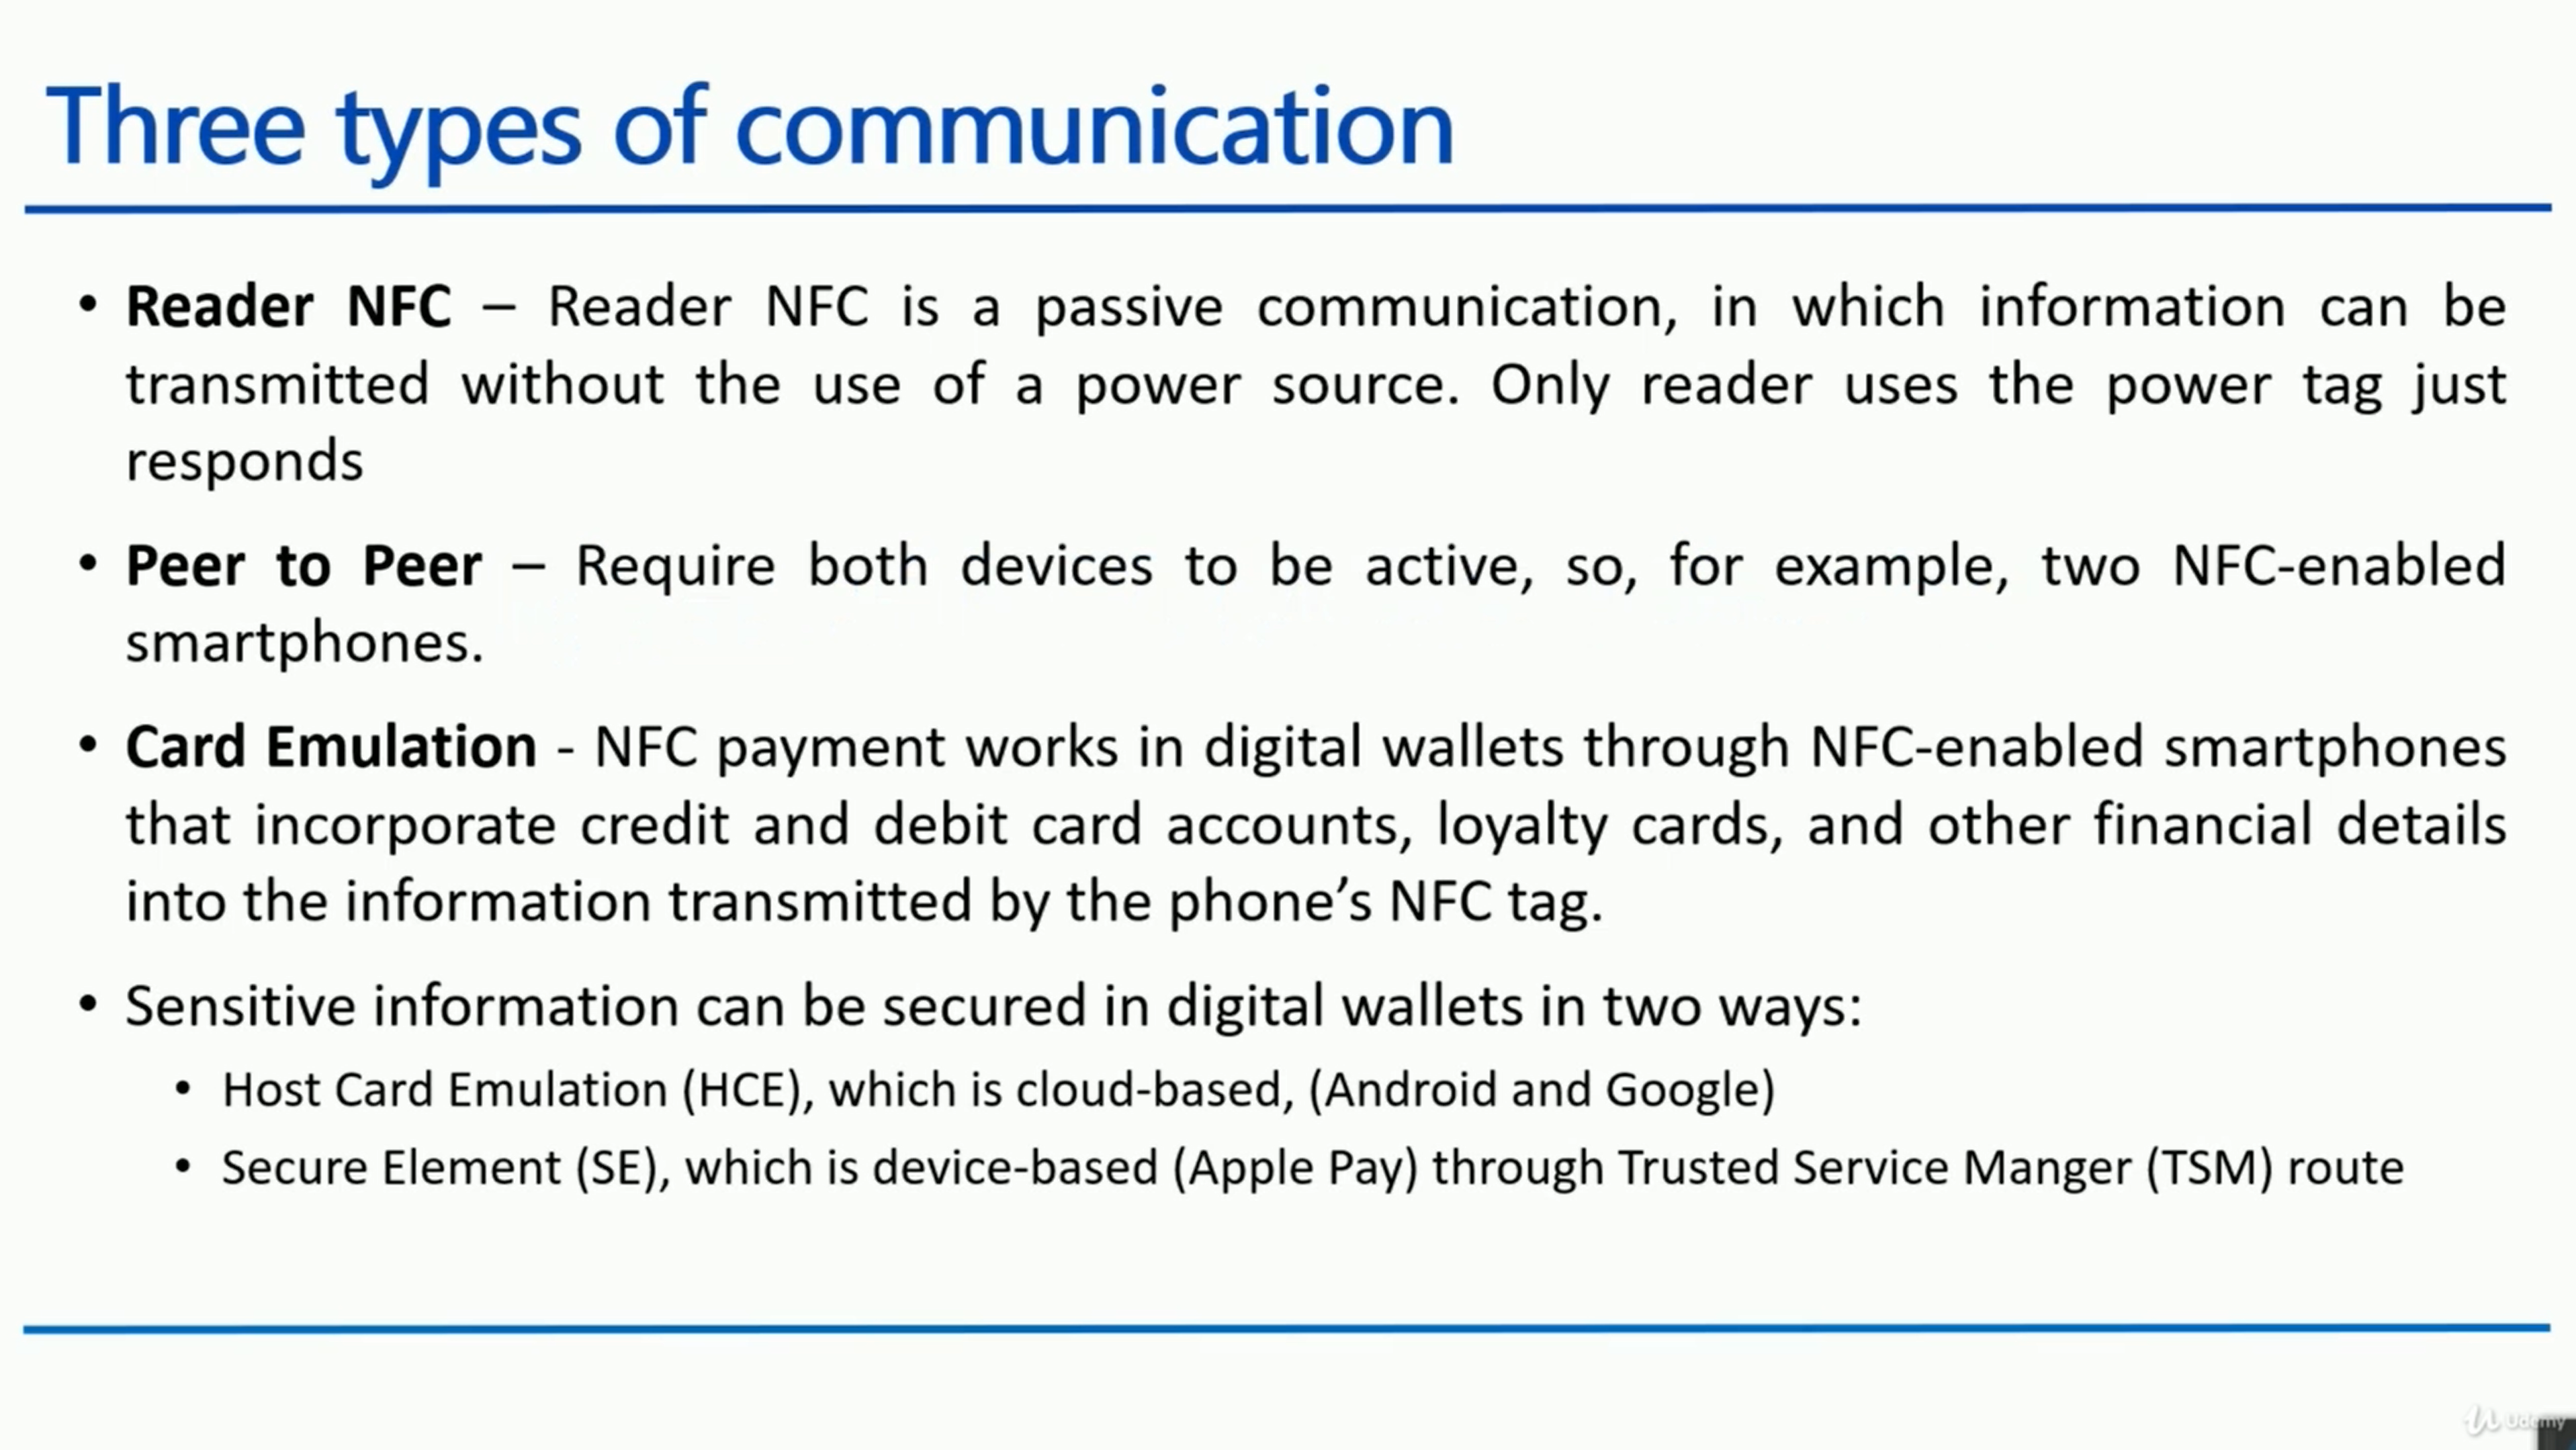 Three types of communication
• Reader NFC – Reader NFC is a passive communication, in which information can be
transmitted without the use of a power source. Only reader uses the power tag just
responds
• Peer to Peer – Require both devices to be active, so, for example, two NFC-enabled
smartphones.
• Card Emulation - NFC payment works in digital wallets through NFC-enabled smartphones
that incorporate credit and debit card accounts, loyalty cards, and other financial details
into the information transmitted by the phone’s NFC tag.
• Sensitive information can be secured in digital wallets in two ways:
• Host Card Emulation (HCE), which is cloud-based, (Android and Google)
• Secure Element (SE), which is device-based (Apple Pay) through Trusted Service Manger (TSM) route
Udemy